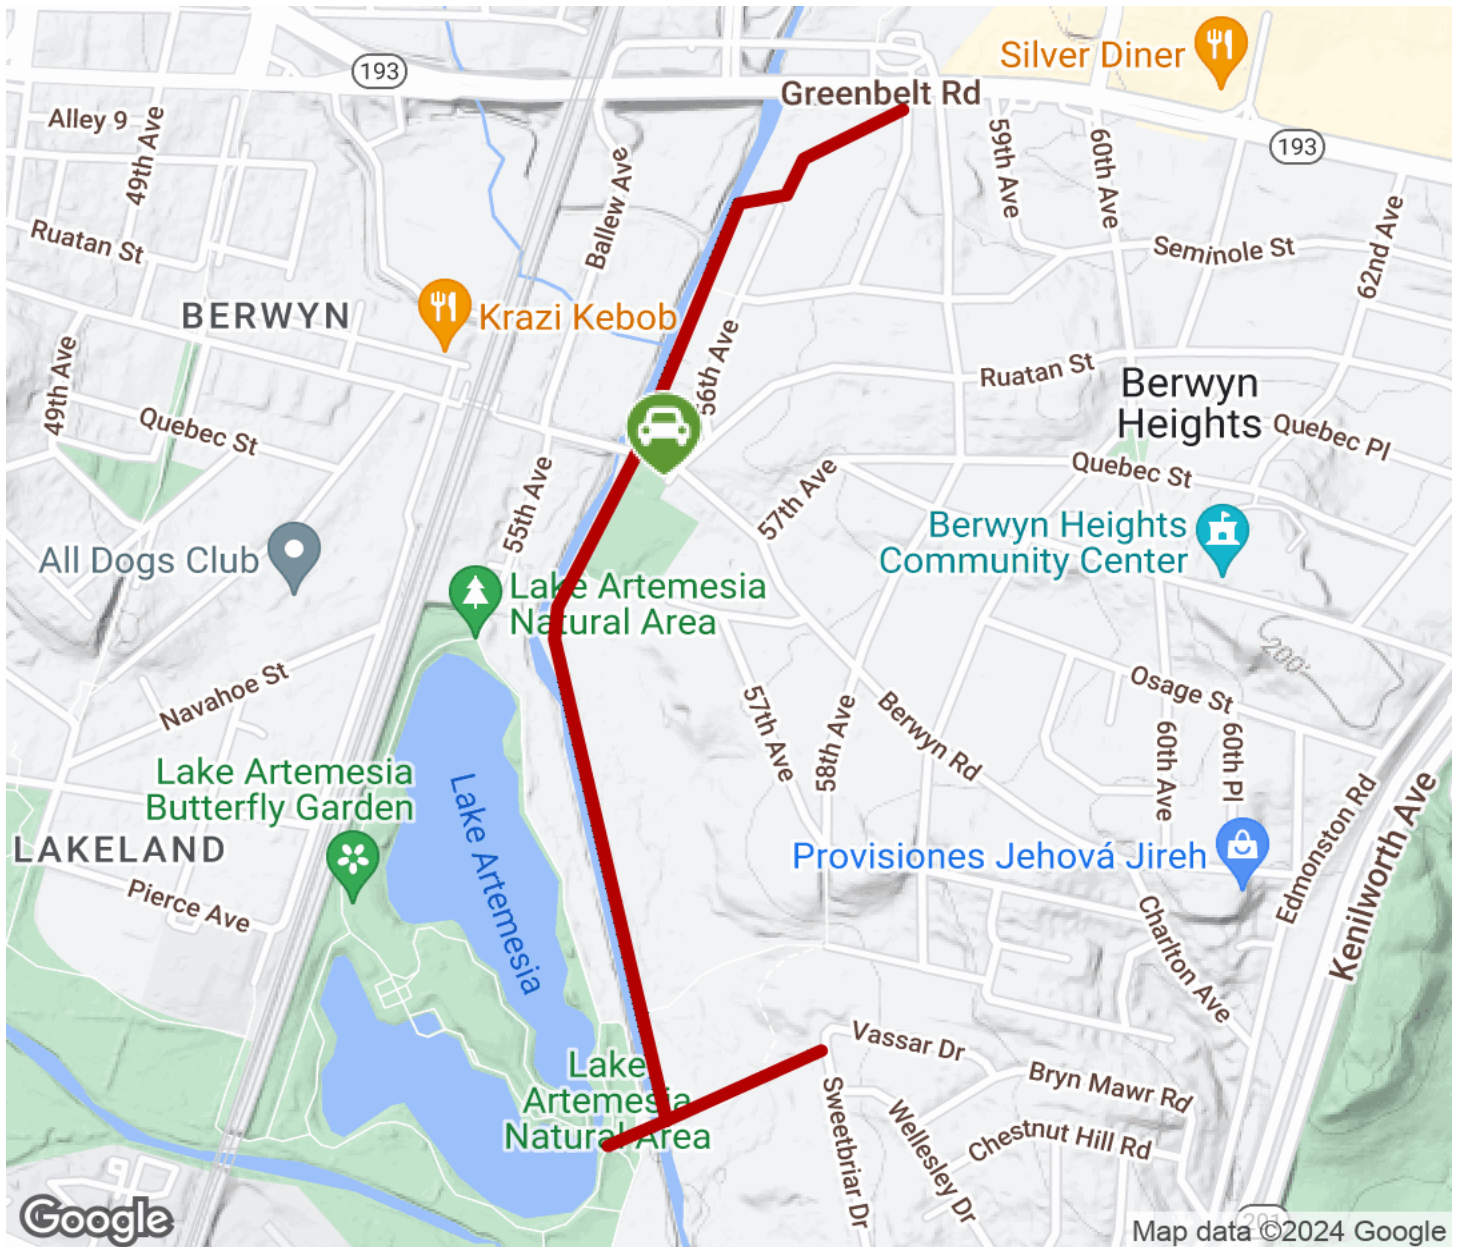 193
Silver Diner
Greenbelt Rd
Alley 9
49th Ave
59th Ave
60th Ave
193
Ballew Ave
Ruatan St
Seminole St
62nd Ave
BERWYN
Krazi Kebob
49th Ave
56th Ave
Ruatan St
Berwyn
Heights
Quebec St
Quebec Pl
Quebec St
55th Ave
57th Ave
Berwyn Heights
Community Center
All Dogs Club
Lake Artemesia
Natural Area
200'
Navahoe St
Osage St
57th Ave
58th Ave
Berwyn Rd
60th Ave
60th Pl
Lake Artemesia
Butterfly Garden
Lake Artemesia
Edmonston Rd
Kenilworth Ave
LAKELAND
Provisiones Jehová Jireh
Pierce Ave
Charlton Ave
Vassar Dr
Lake
Artemesia
Natural Area
Bryn Mawr Rd
Sweetbriar Dr
Wellesley Dr
Chestnut Hill Rd
201
Google
Map data ©2024 Google